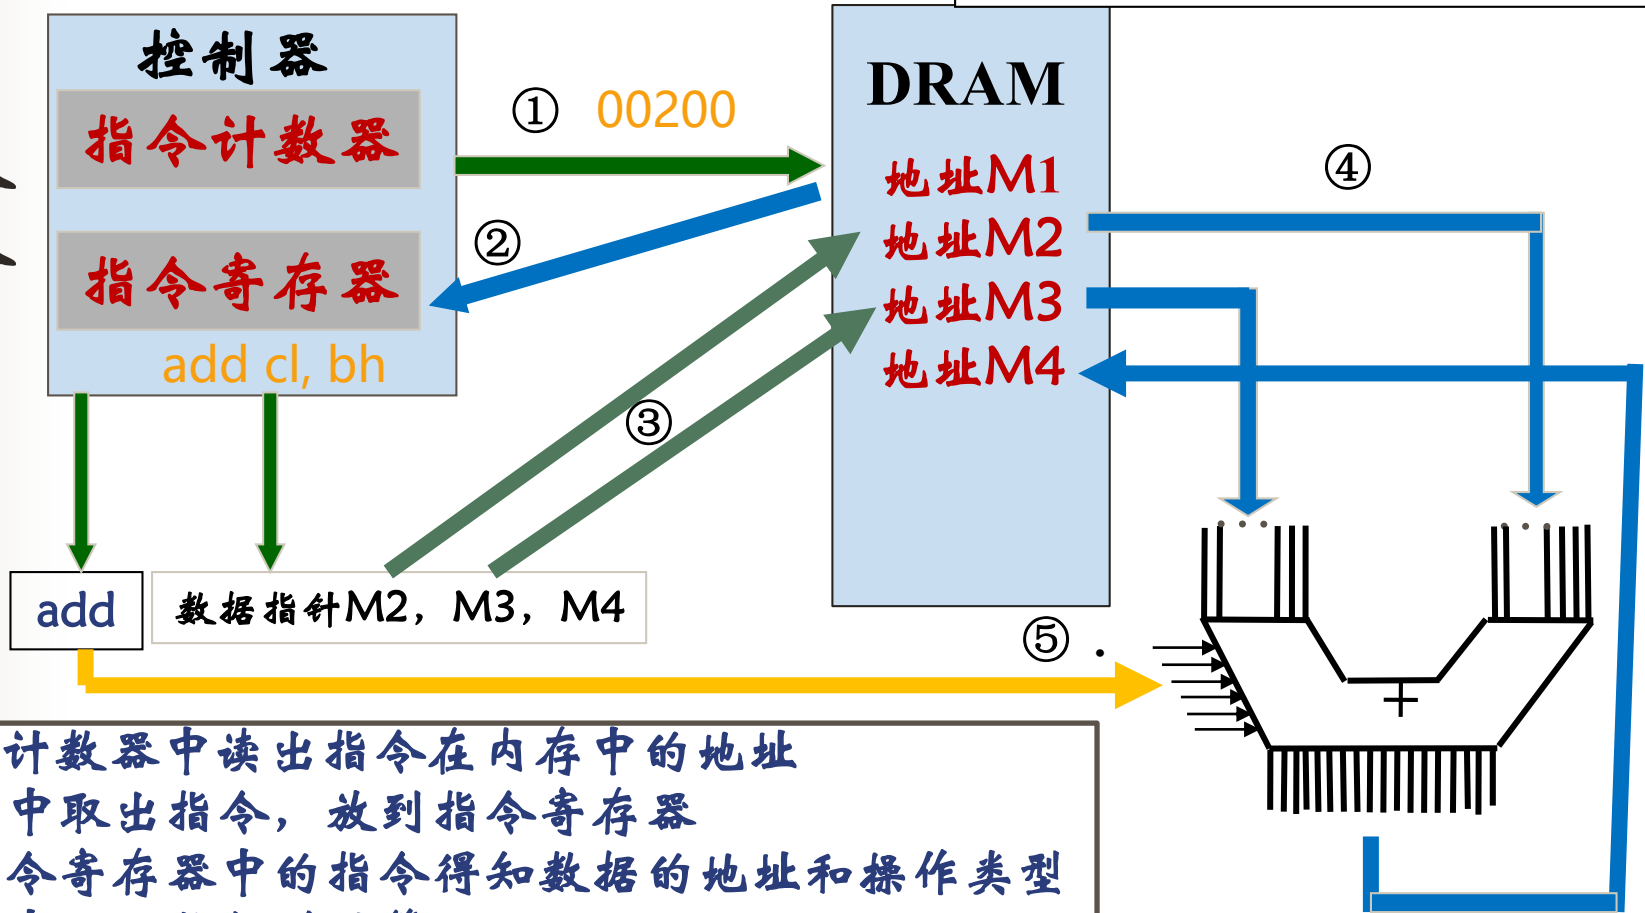 控制器
指令计数器
指令寄存器
add cl, bh
① 00200
②
③
DRAM
地址M1
地址M2
地址M3
地址M4
④
add
数据指针M2，M3，M4
⑤ .
+
计数器中读出指令在内存中的地址
中取出指令，放到指令寄存器
令寄存器中的指令得知数据的地址和操作类型